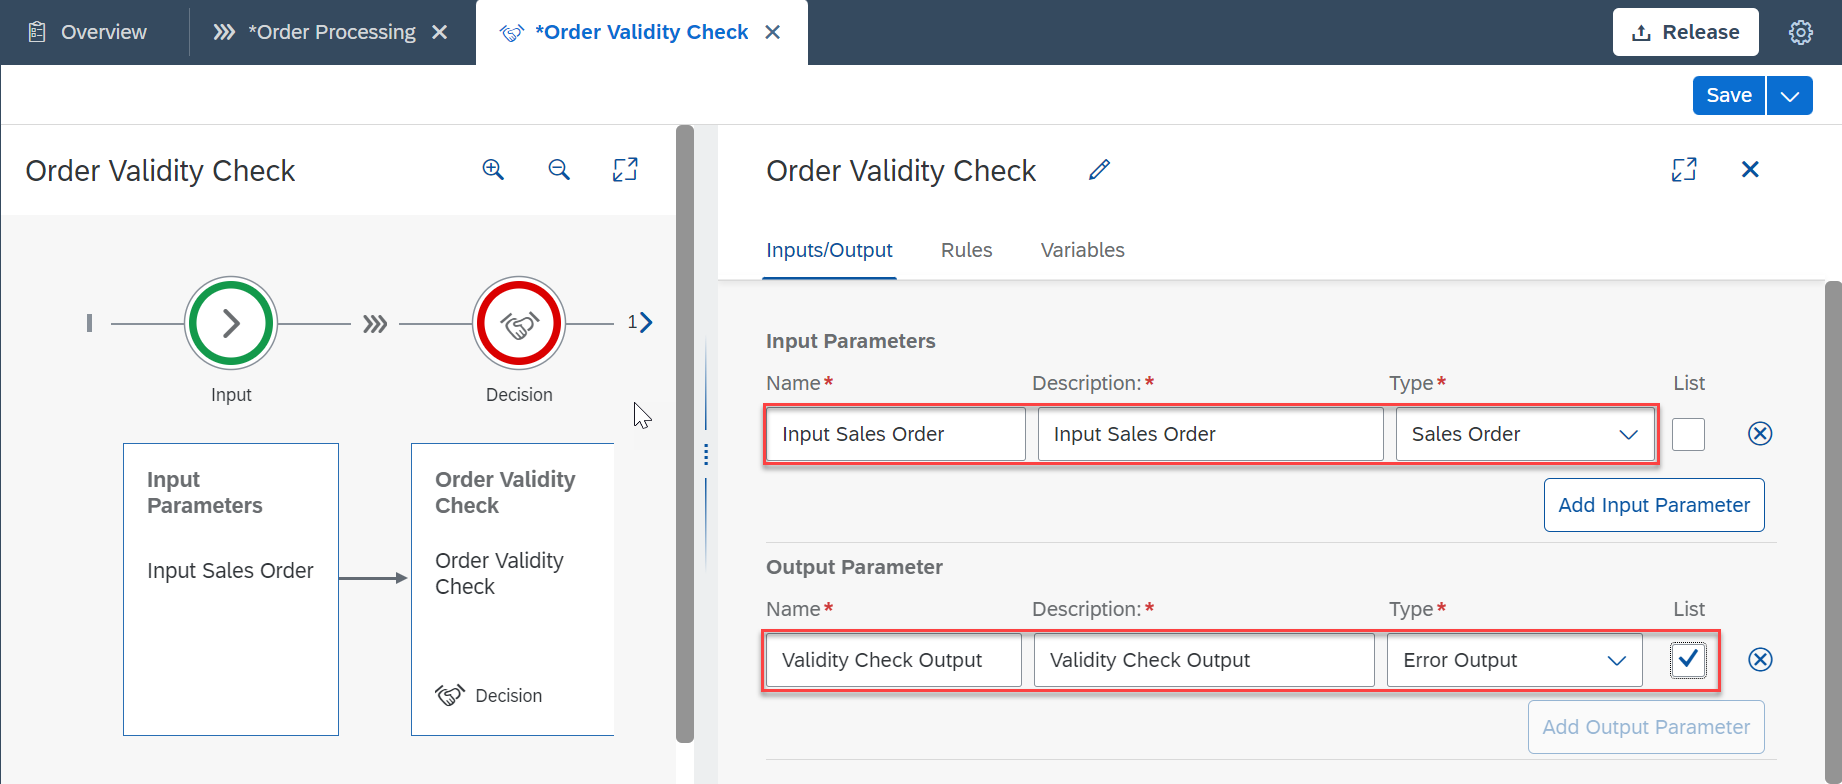 Overview
*Order Processing
*Order Validity Check
Release
Save
Order Validity Check
1
Input
Decision
Input
Parameters
Input Sales Order
Order Validity
Check
Order Validity
Check
Decision
Order Validity Check
Inputs/Output Rules Variables
Input Parameters
Name* Description:* Type* List
Input Sales Order Input Sales Order Sales Order
Add Input Parameter
Output Parameter
Name* Description:* Type* List
Validity Check Output Validity Check Output Error Output
Add Output Parameter